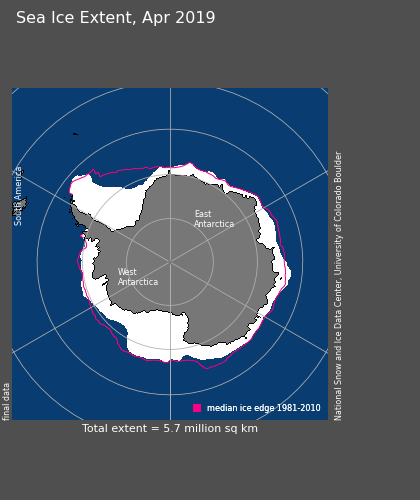 Sea Ice Extent, Apr 2019
South America
East
Antarctica
West
Antarctica
National Snow and Ice Data Center, University of Colorado Boulder
final data
median ice edge 1981-2010
Total extent = 5.7 million sq km